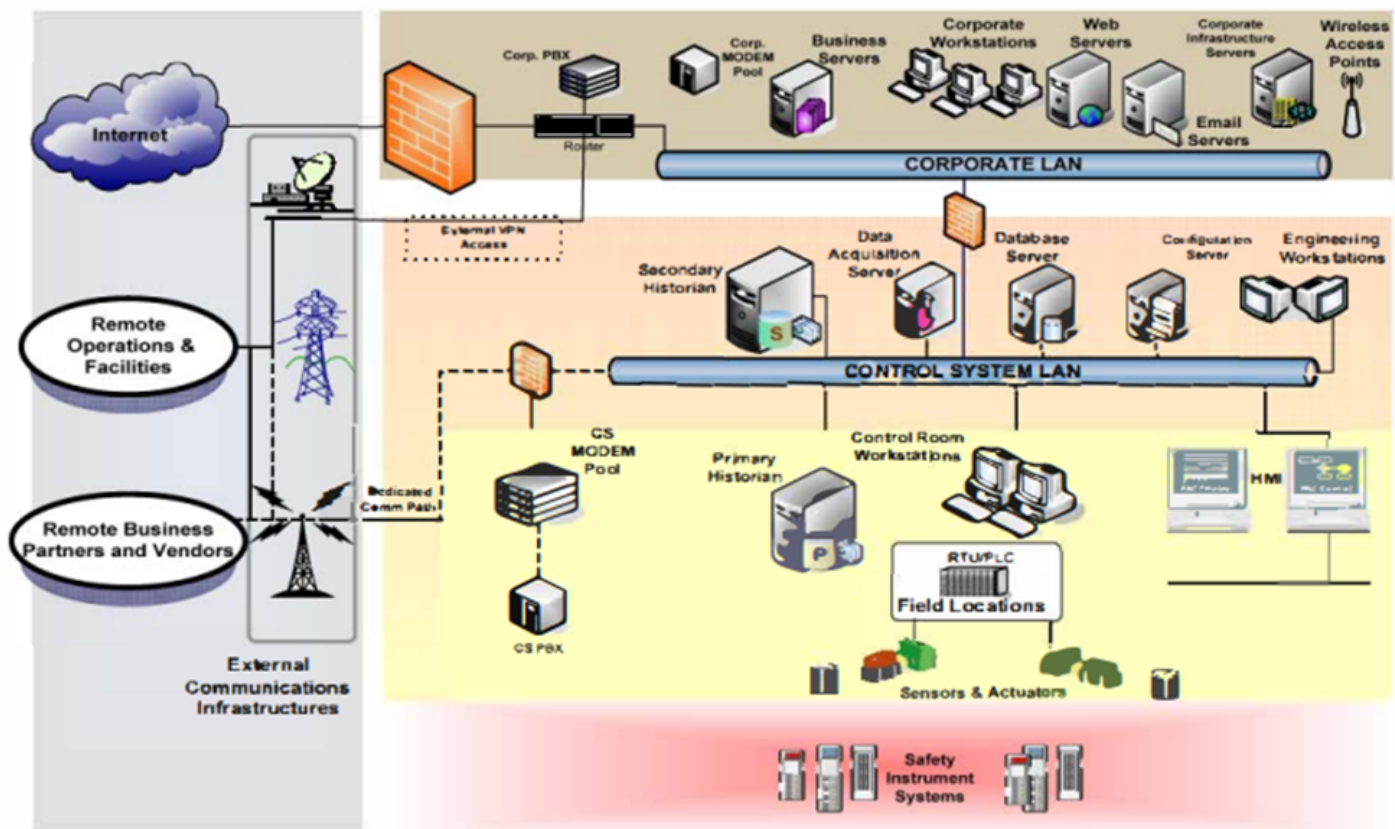 Internet
Corp. PBX
Router
Corp.
MODEM
Pool
Business
Servers
Corporate
Workstations
Web
Servers
Email
Servers
Corporate
Infrastructure
Servers
Wireless
Access
Points
CORPORATE LAN
External VPN
Access
Remote
Operations &
Facilities
Secondary
Historian
S
Data
Acquisition
Server
Database
Server
Configuration
Server
Engineering
Workstations
CONTROL SYSTEM LAN
CS
MODEM
Pool
Primary
Historian
P
Control Room
Workstations
HMI
Dedicated
Comm Path
Remote Business
Partners and Vendors
RTU/PLC
Field Locations
CS PBX
External
Communications
Infrastructures
Sensors & Actuators
Safety
Instrument
Systems